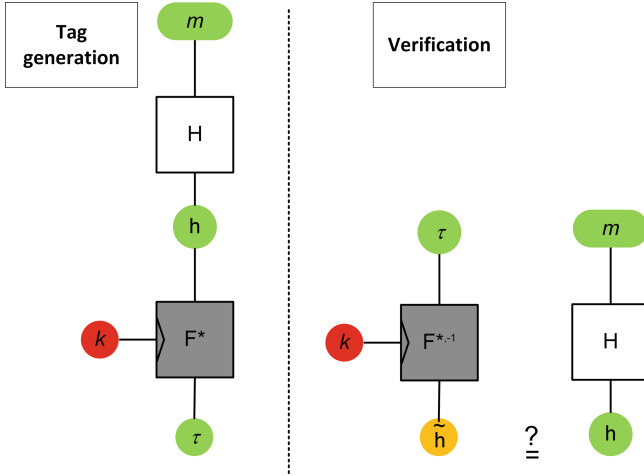 Tag
generation
m
H
h
k
F*
τ
Verification
τ
k
F*,-1
h̃
m
H
h
?
=